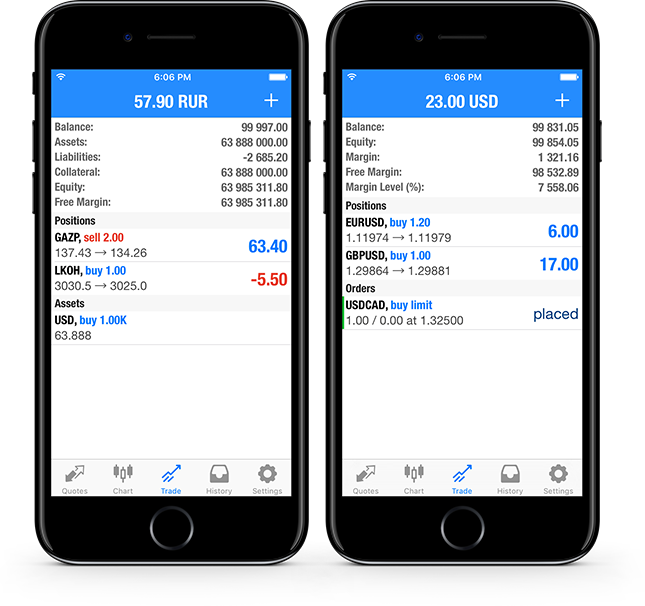 6:06 PM
57.90 RUR
+
Balance: 99 997.00
Assets: 63 888 000.00
Liabilities: -2 685.20
Collateral: 63 888 000.00
Equity: 63 985 311.80
Free Margin: 63 985 311.80
Positions
GAZP, sell 2.00
137.43 → 134.26 63.40
LKOH, buy 1.00
3030.5 → 3025.0 -5.50
Assets
USD, buy 1.00K
63.888
Quotes Chart Trade History Settings
6:06 PM
23.00 USD
+
Balance: 99 831.05
Equity: 99 854.05
Margin: 1 321.16
Free Margin: 98 532.89
Margin Level (%): 7 558.06
Positions
EURUSD, buy 1.20
1.11974 → 1.11979 6.00
GBPUSD, buy 1.00
1.29864 → 1.29881 17.00
Orders
USDCAD, buy limit
1.00 / 0.00 at 1.32500 placed
Quotes Chart Trade History Settings